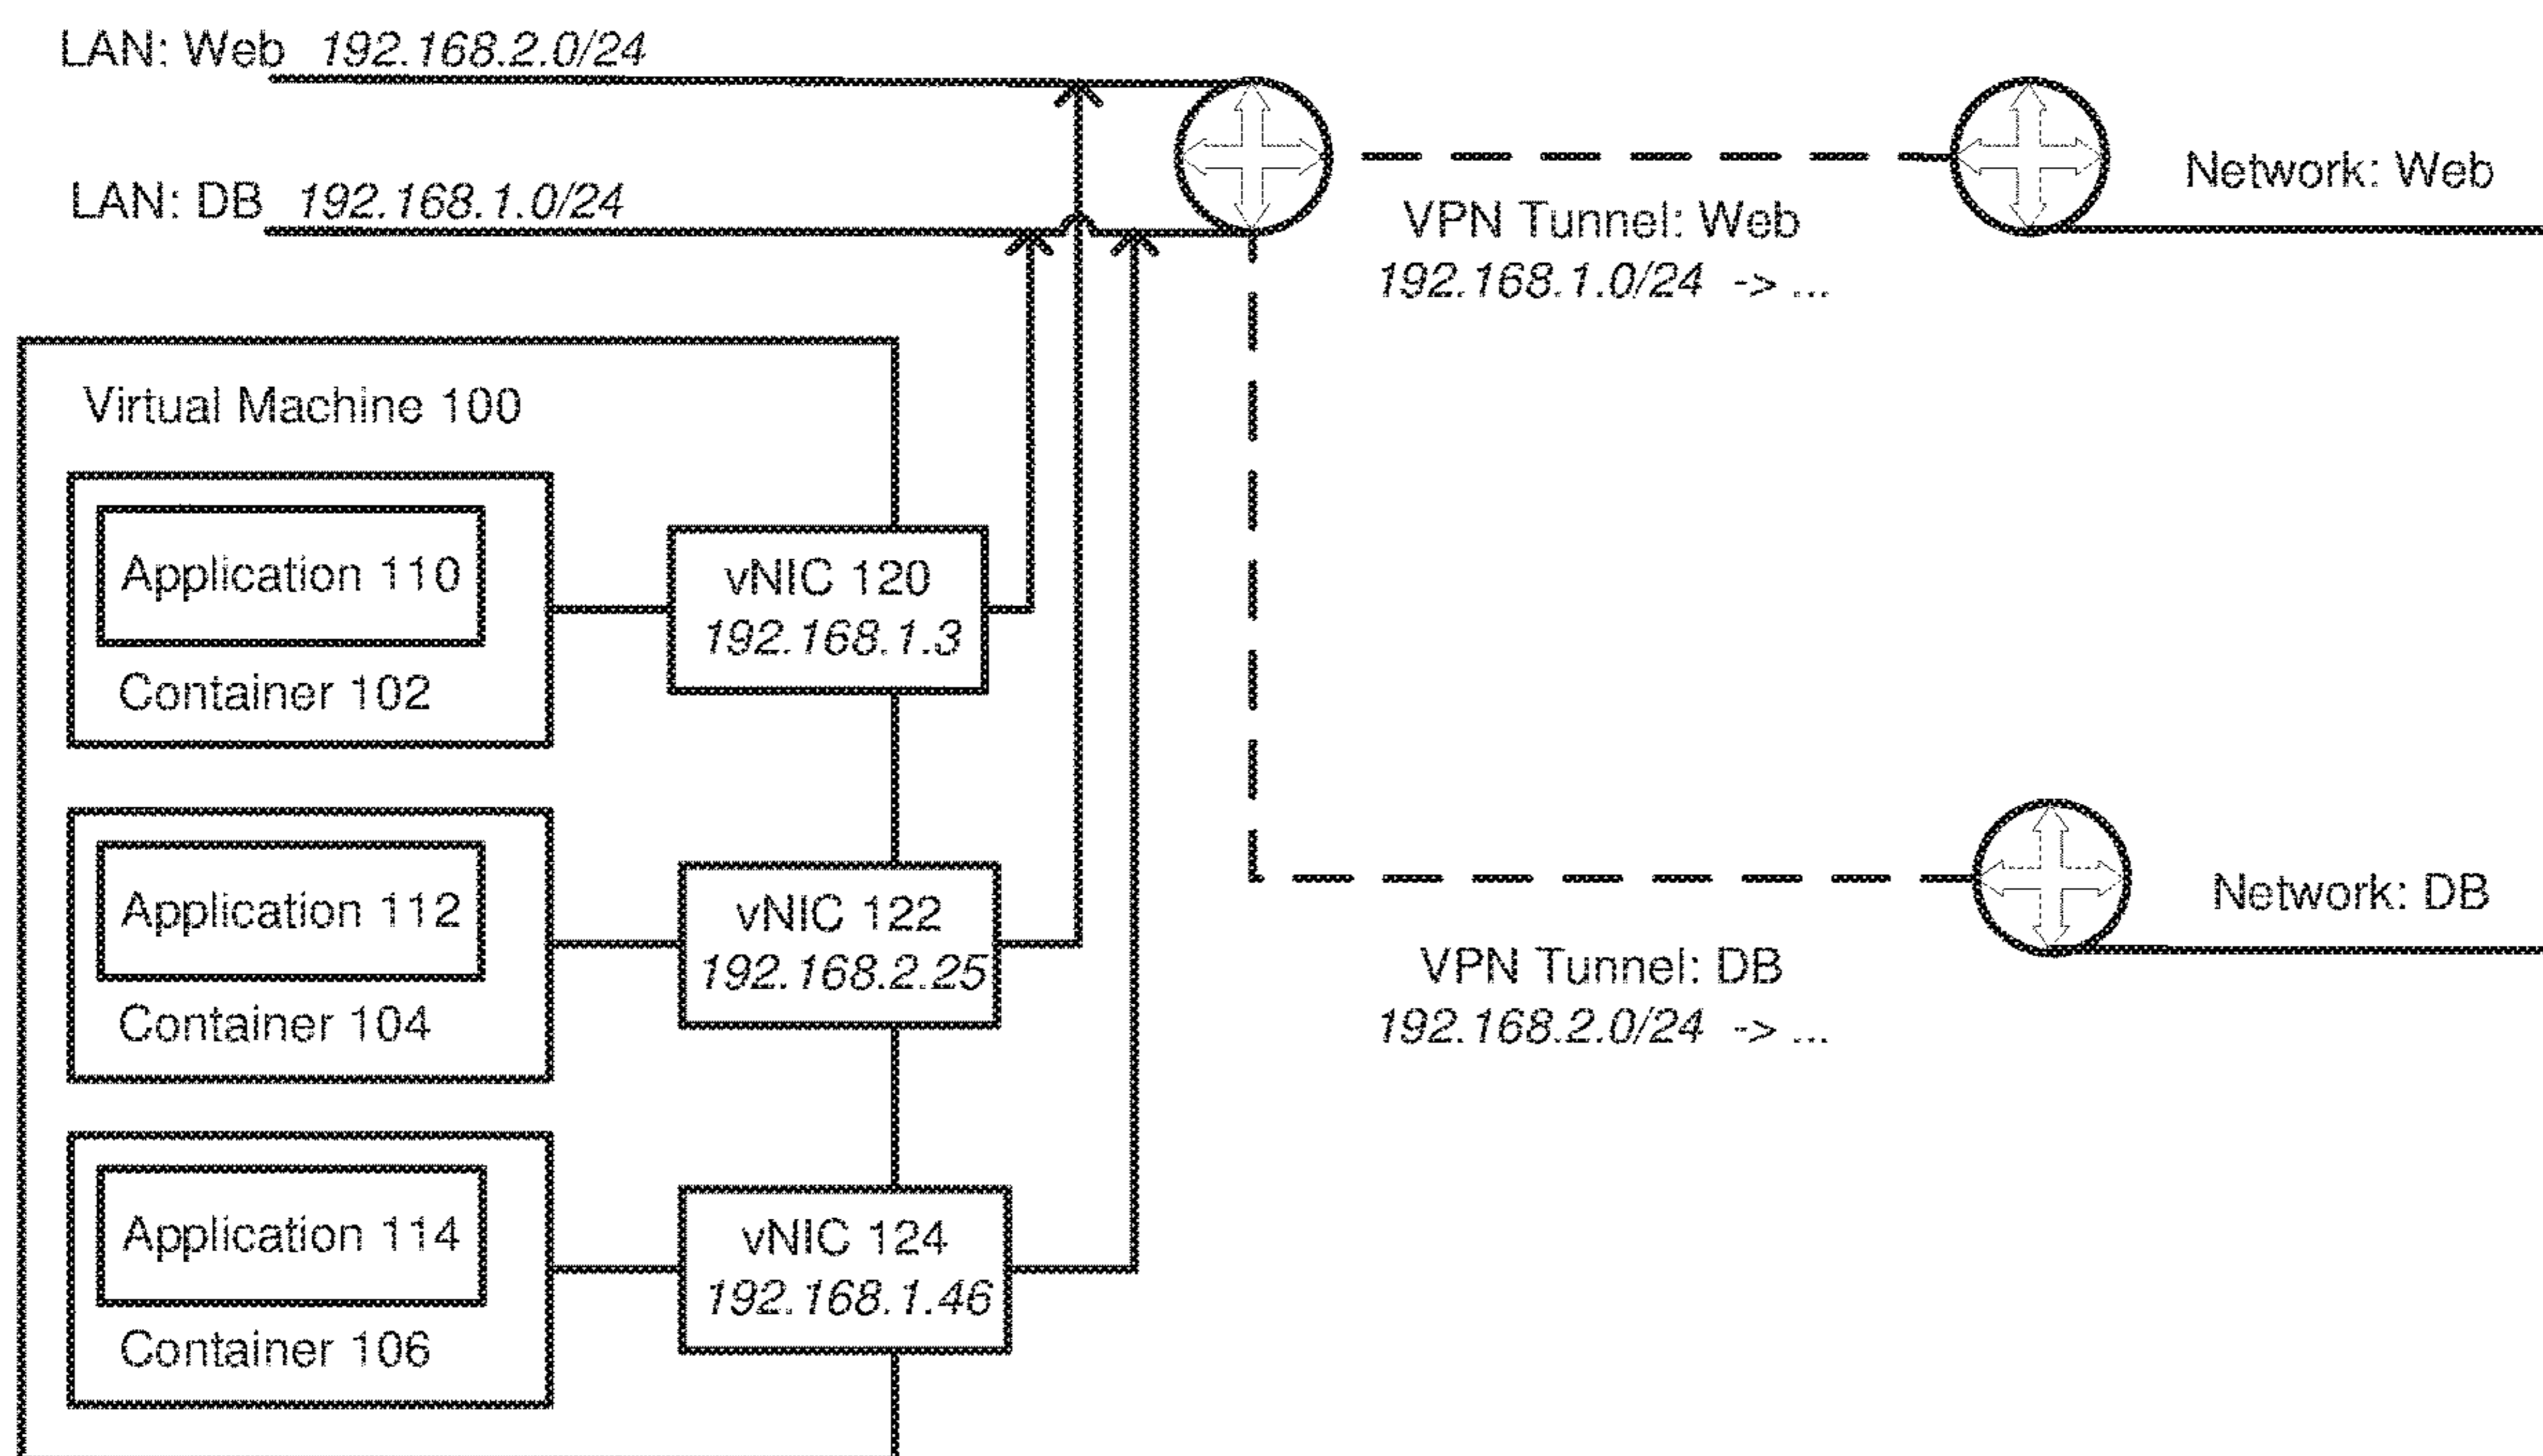 LAN: Web 192.168.2.0/24
LAN: DB 192.168.1.0/24
VPN Tunnel: Web
192.168.1.0/24 -> ...
Network: Web
Virtual Machine 100
Application 110
Container 102
vNIC 120
192.168.1.3
Application 112
Container 104
vNIC 122
192.168.2.25
VPN Tunnel: DB
192.168.2.0/24 -> ...
Network: DB
Application 114
Container 106
vNIC 124
192.168.1.46